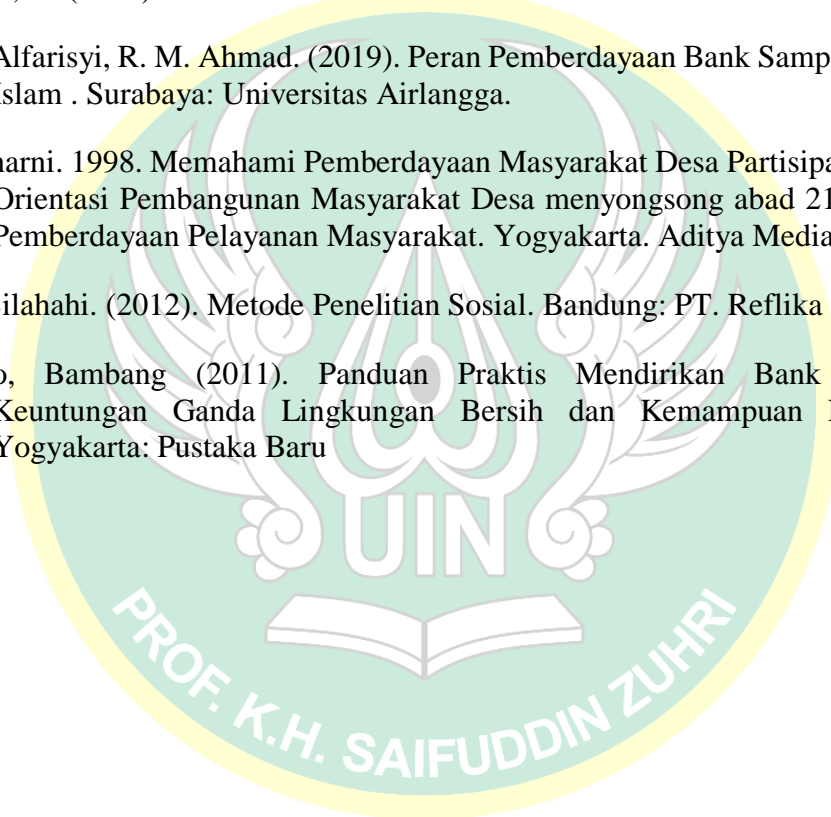 Alfarisyi, R. M. Ahmad. (2019). Peran Pemberdayaan Bank Samp
Islam . Surabaya: Universitas Airlangga.
narni. 1998. Memahami Pemberdayaan Masyarakat Desa Partisipa
Orientasi Pembangunan Masyarakat Desa menyongsong abad 21
Pemberdayaan Pelayanan Masyarakat. Yogyakarta. Aditya Media
ilahahi. (2012). Metode Penelitian Sosial. Bandung: PT. Reflika
o, Bambang (2011). Panduan Praktis Mendirikan Bank
Keuntungan Ganda Lingkungan Bersih dan Kemampuan
Yogyakarta: Pustaka Baru
UIN
PROF. K.H. SAIFUDDIN ZUHRI